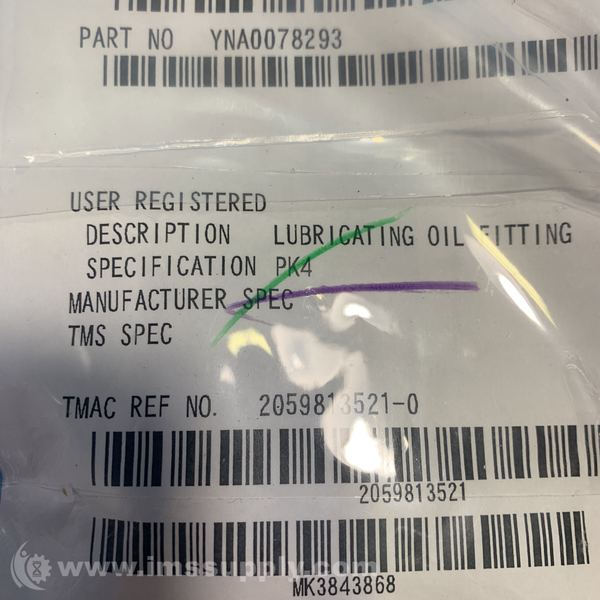 PART NO YNA0078293
USER REGISTERED
DESCRIPTION LUBRICATING OIL FITTING
SPECIFICATION PK4
MANUFACTURER SPEC
TMS SPEC
TMAC REF NO. 2059813521-0
2059813521
MK3843868
www.imssupply.com